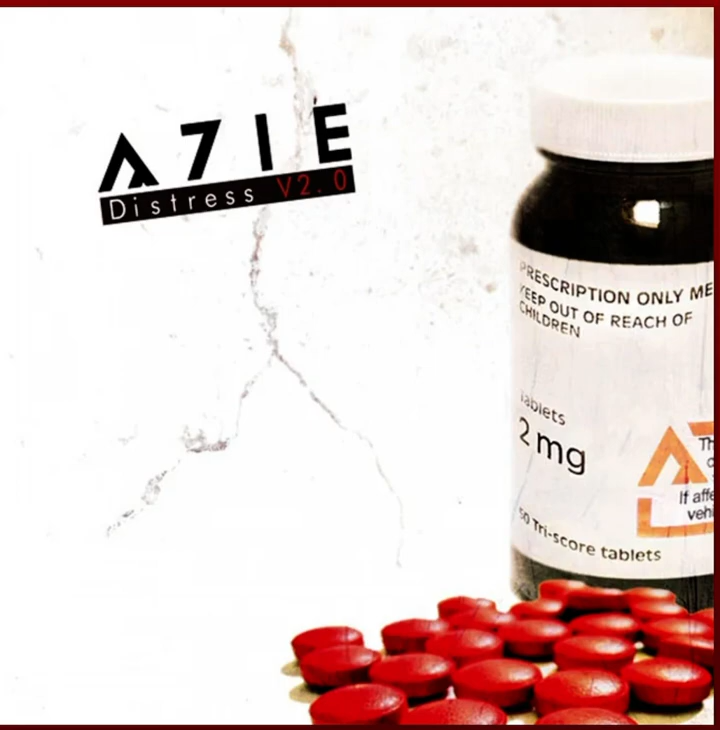 A7IE
Distress V2.0
PRESCRIPTION ONLY ME
KEEP OUT OF REACH OF
CHILDREN
Tablets
2 mg
50 Tri-score tablets
Th
If affe
vehi